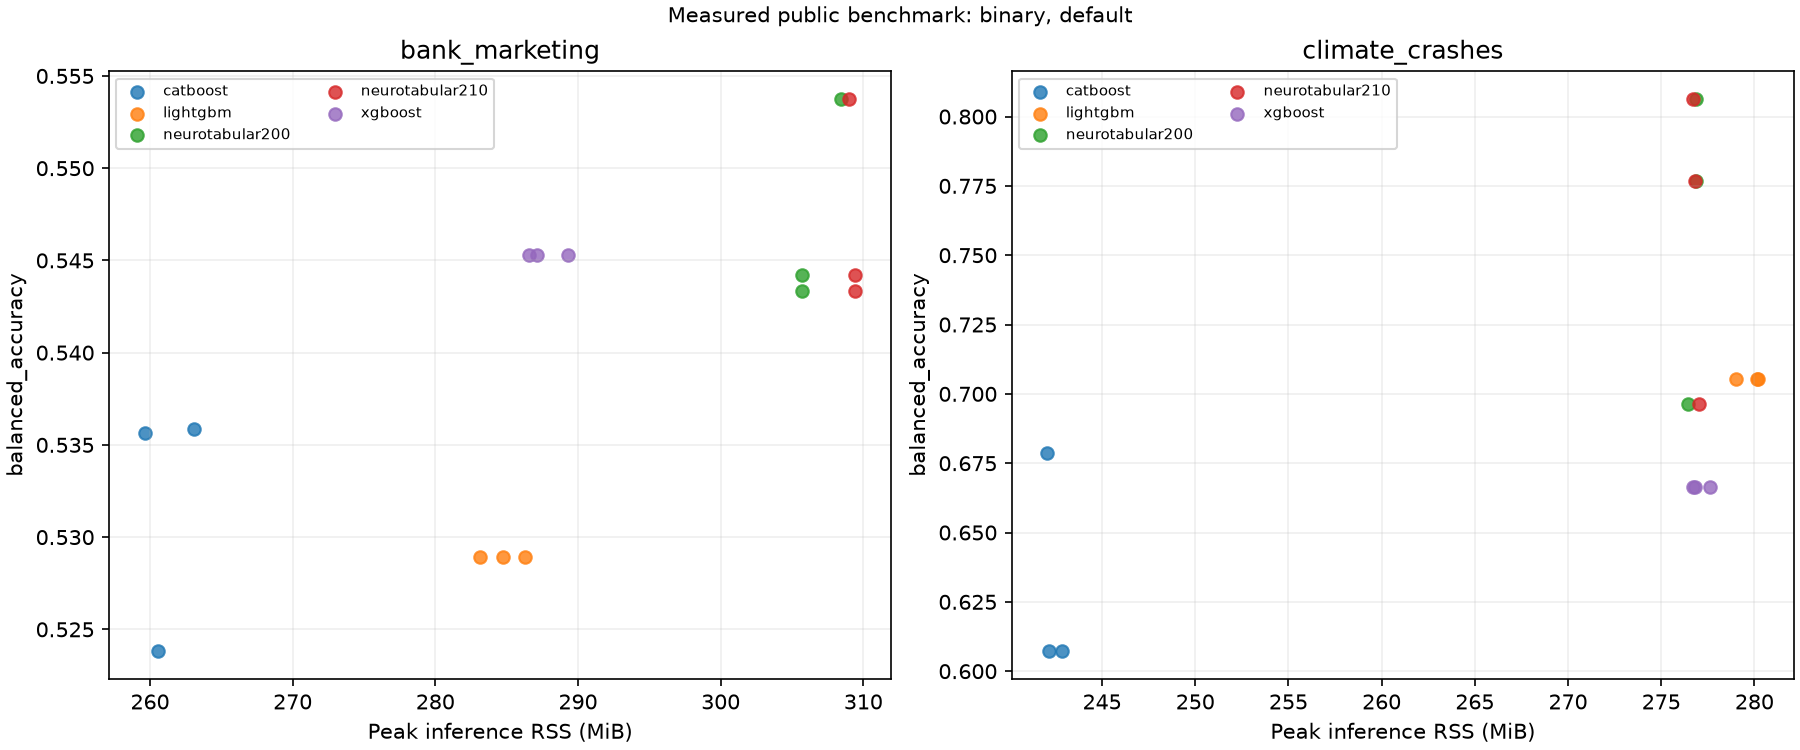 Measured public benchmark: binary, default
bank_marketing
catboost
lightgbm
neurotabular200
neurotabular210
xgboost
balanced_accuracy
0.555
0.550
0.545
0.540
0.535
0.530
0.525
260
270
280
290
300
310
Peak inference RSS (MiB)
climate_crashes
catboost
lightgbm
neurotabular200
neurotabular210
xgboost
balanced_accuracy
0.800
0.775
0.750
0.725
0.700
0.675
0.650
0.625
0.600
245
250
255
260
265
270
275
280
Peak inference RSS (MiB)